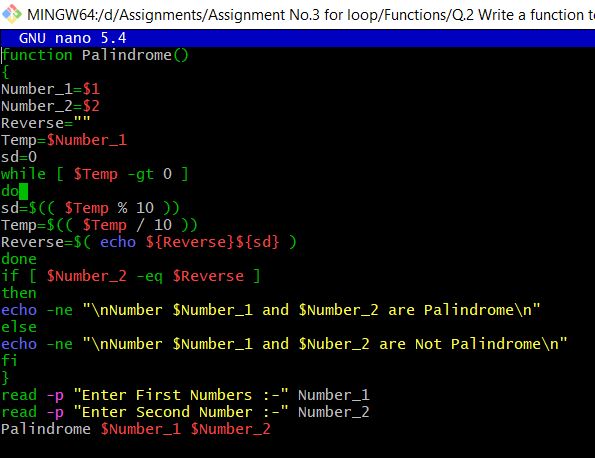 MINGW64:/d/Assignments/Assignment No.3 for loop/Functions/Q.2 Write a function t
GNU nano 5.4
function Palindrome()
{
Number_1=$1
Number_2=$2
Reverse=""
Temp=$Number_1
sd=0
while [ $Temp -gt 0 ]
do
sd=$(( $Temp % 10 ))
Temp=$(( $Temp / 10 ))
Reverse=$( echo ${Reverse}${sd} )
done
if [ $Number_2 -eq $Reverse ]
then
echo -ne "\nNumber $Number_1 and $Number_2 are Palindrome\n"
else
echo -ne "\nNumber $Number_1 and $Nuber_2 are Not Palindrome\n"
fi
}
read -p "Enter First Numbers :-" Number_1
read -p "Enter Second Number :-" Number_2
Palindrome $Number_1 $Number_2